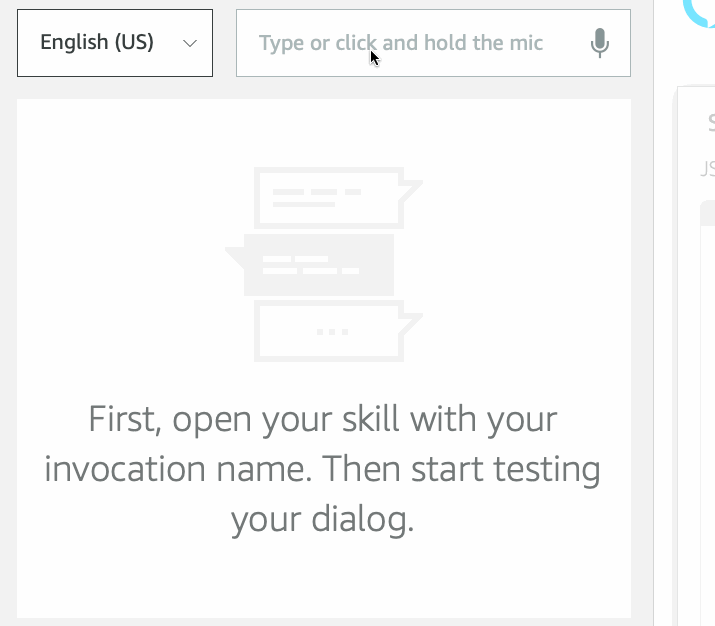 English (US)
Type or click and hold the mic
First, open your skill with your
invocation name. Then start testing
your dialog.